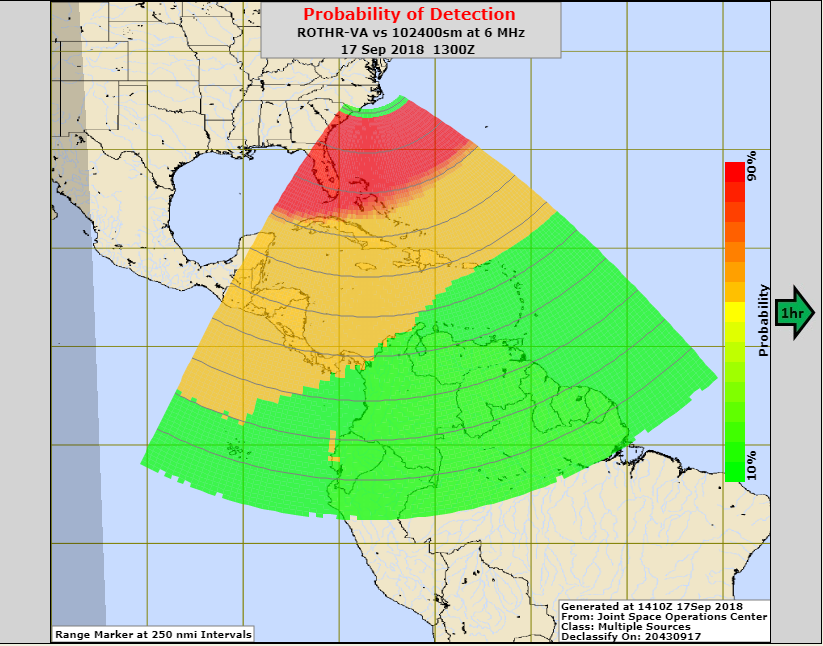 Probability of Detection
ROTHR-VA vs 102400sm at 6 MHz
17 Sep 2018 1300Z
90%
Probability
10%
1hr
Range Marker at 250 nmi Intervals
Generated at 1410Z 17Sep 2018
From: Joint Space Operations Center
Class: Multiple Sources
Declassify On: 20430917